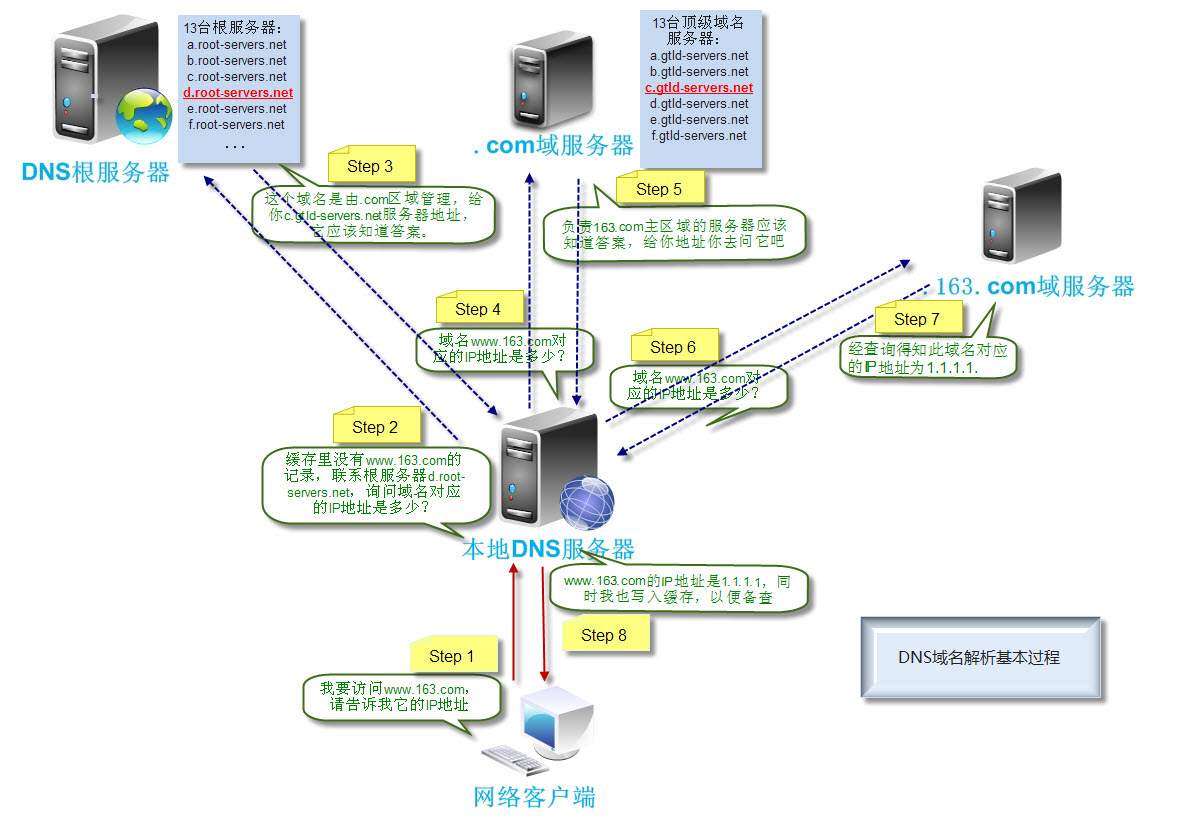 13台根服务器：
a.root-servers.net
b.root-servers.net
c.root-servers.net
d.root-servers.net
e.root-servers.net
f.root-servers.net
...
DNS根服务器
13台顶级域名
服务器：
a.gtld-servers.net
b.gtld-servers.net
c.gtld-servers.net
d.gtld-servers.net
e.gtld-servers.net
f.gtld-servers.net
.com域服务器
Step 3
这个域名是由.com区域管理，给
你c.gtld-servers.net服务器地址，
它应该知道答案。
Step 5
负责163.com主区域的服务器应该
知道答案，给你地址你去问它吧
.163.com域服务器
Step 4
域名www.163.com对
应的IP地址是多少？
Step 6
域名www.163.com对
应的IP地址是多少？
Step 7
经查询得知此域名对应
的IP地址为1.1.1.1.
Step 2
缓存里没有www.163.com的
记录，联系根服务器d.root-
servers.net，询问域名对应
的IP地址是多少？
本地DNS服务器
www.163.com的IP地址是1.1.1.1，同
时我也写入缓存，以便备查
Step 8
Step 1
我要访问www.163.com，
请告诉我它的IP地址
网络客户端
DNS域名解析基本过程